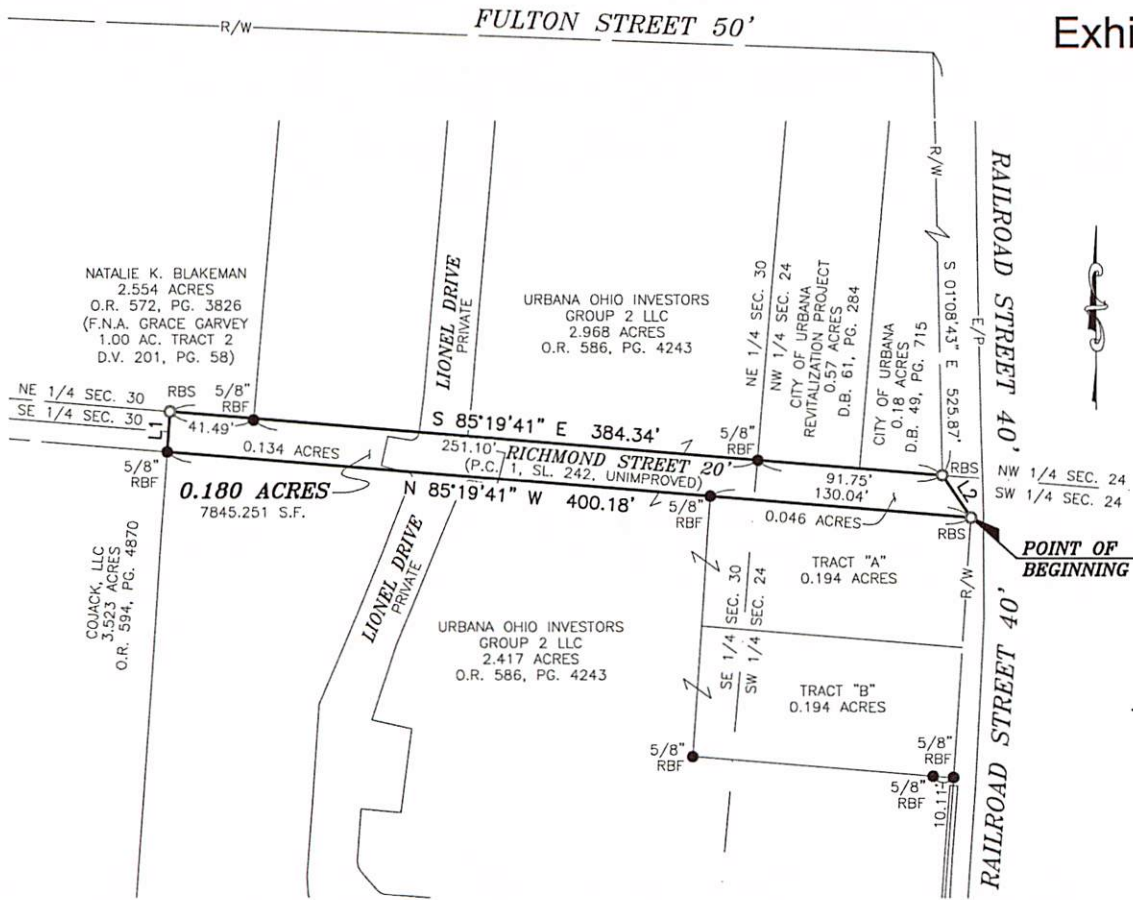 FULTON STREET 50'
Exhi
R/W
R/W
RAILROAD STREET 40'
E/P
S 01°08'43" E 525.87'
NATALIE K. BLAKEMAN
2.554 ACRES
O.R. 572, PG. 3826
(F.N.A. GRACE GARVEY
1.00 AC. TRACT 2
D.V. 201, PG. 58)
LIONEL DRIVE
PRIVATE
URBANA OHIO INVESTORS
GROUP 2 LLC
2.968 ACRES
O.R. 586, PG. 4243
NE 1/4 SEC. 30
NW 1/4 SEC. 24
CITY OF URBANA
REVITALIZATION PROJECT
0.57 ACRES
D.B. 61, PG. 284
CITY OF URBANA
0.18 ACRES
D.B. 49, PG. 715
NE 1/4 SEC. 30
SE 1/4 SEC. 30
RBS
5/8"
RBF
L1
41.49'
S 85°19'41" E 384.34'
5/8"
RBF
0.134 ACRES
251.10'
RICHMOND STREET 20'
(P.C. 1, SL. 242, UNIMPROVED)
91.75'
130.04'
RBS
L2
NW 1/4 SEC. 24
SW 1/4 SEC. 24
5/8"
RBF
0.180 ACRES
7845.251 S.F.
N 85°19'41" W 400.18'
5/8"
RBF
0.046 ACRES
RBS
POINT OF
BEGINNING
COJACK, LLC
3.523 ACRES
O.R. 594, PG. 4870
LIONEL DRIVE
PRIVATE
URBANA OHIO INVESTORS
GROUP 2 LLC
2.417 ACRES
O.R. 586, PG. 4243
SE 1/4 SEC. 30
SW 1/4 SEC. 24
TRACT "A"
0.194 ACRES
R/W
TRACT "B"
0.194 ACRES
RAILROAD STREET 40'
5/8"
RBF
5/8"
RBF
5/8"
RBF
10.11'